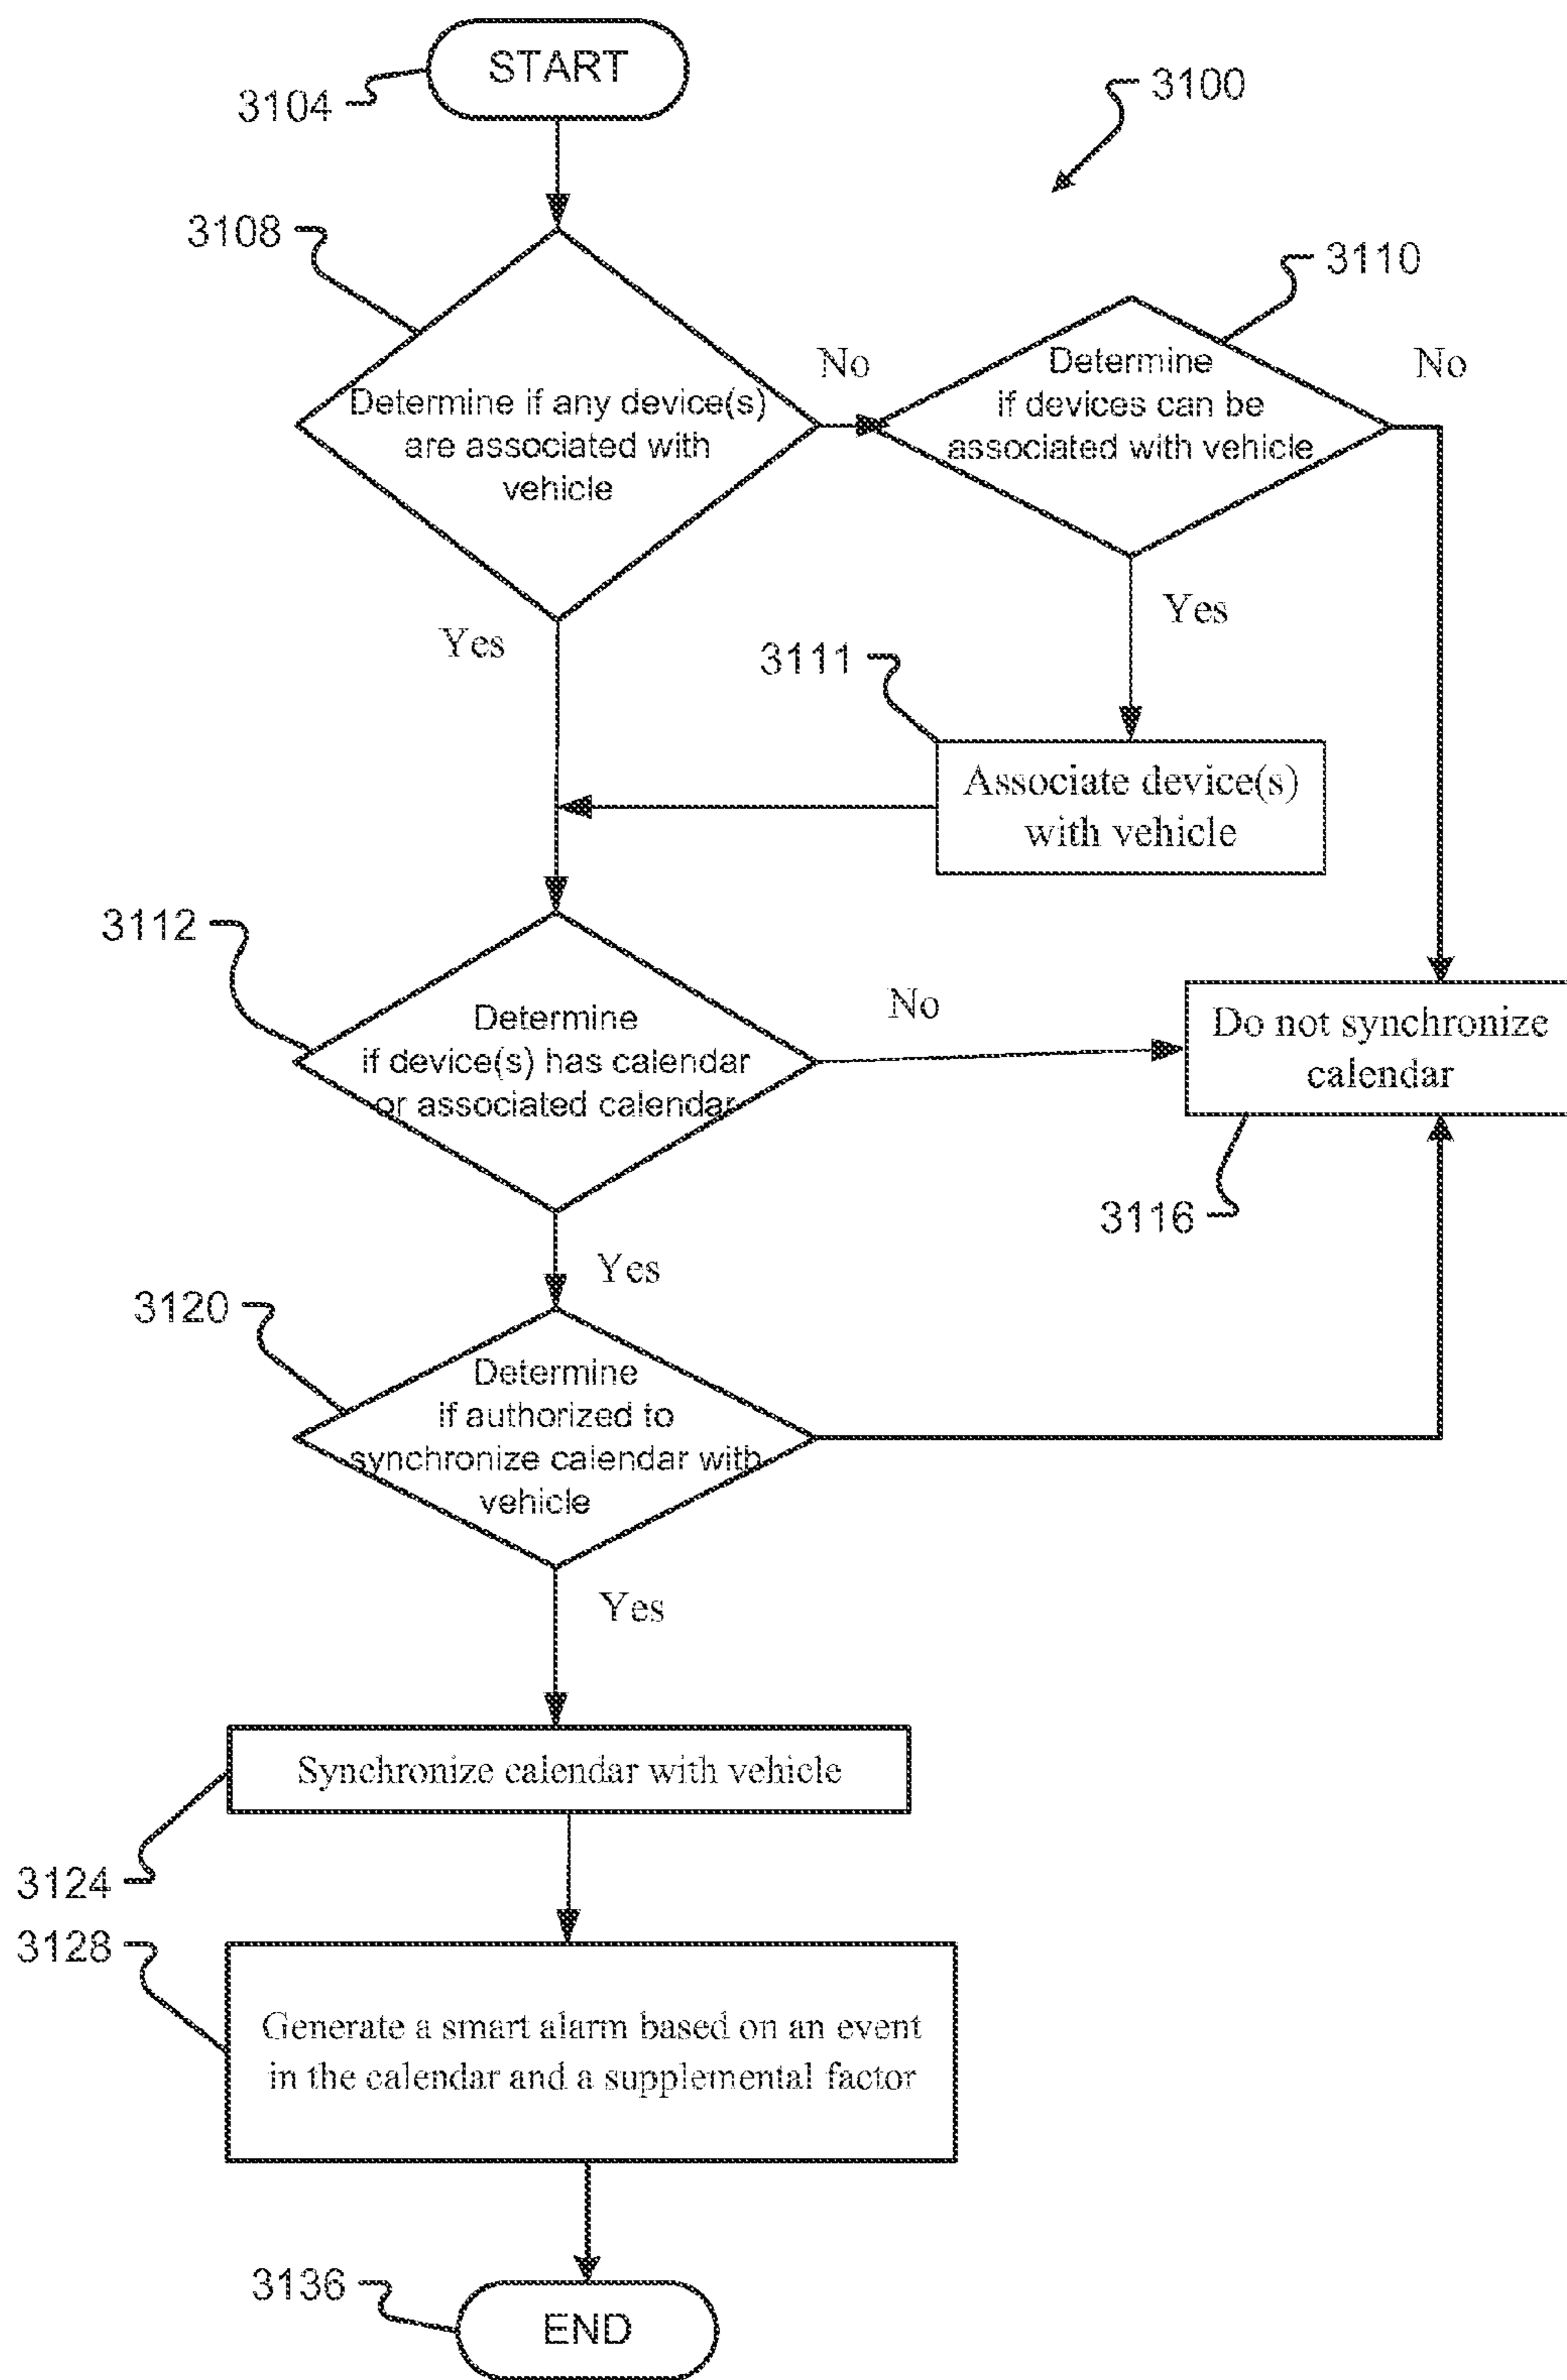 START
3104
3100
3108
3110
No
Determine
if devices can be
associated with vehicle
No
Determine if any device(s)
are associated with
vehicle
Yes
Yes
3111
Associate device(s)
with vehicle
3112
Determine
if device(s) has calendar
or associated calendar
No
Do not synchronize
calendar
3116
Yes
3120
Determine
if authorized to
synchronize calendar with
vehicle
Yes
Synchronize calendar with vehicle
3124
3128
Generate a smart alarm based on an event
in the calendar and a supplemental factor
3136
END